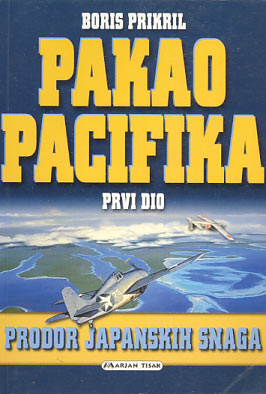 BORIS PRIKRIL
PAKAO
PACIFIKA
PRVI DIO
PRODOR JAPANSKIH SNAGA
MARJAN TISAK